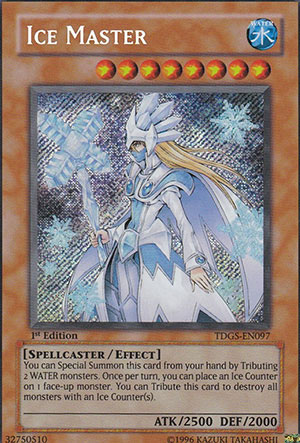 Ice Master
WATER
水
1st Edition
TDGS-EN097
[Spellcaster / Effect]
You can Special Summon this card from your hand by Tributing
2 WATER monsters. Once per turn, you can place an Ice Counter
on 1 face-up monster. You can Tribute this card to destroy all
monsters with an Ice Counter(s).
ATK/2500 DEF/2000
32750510 ©1996 KAZUKI TAKAHASHI